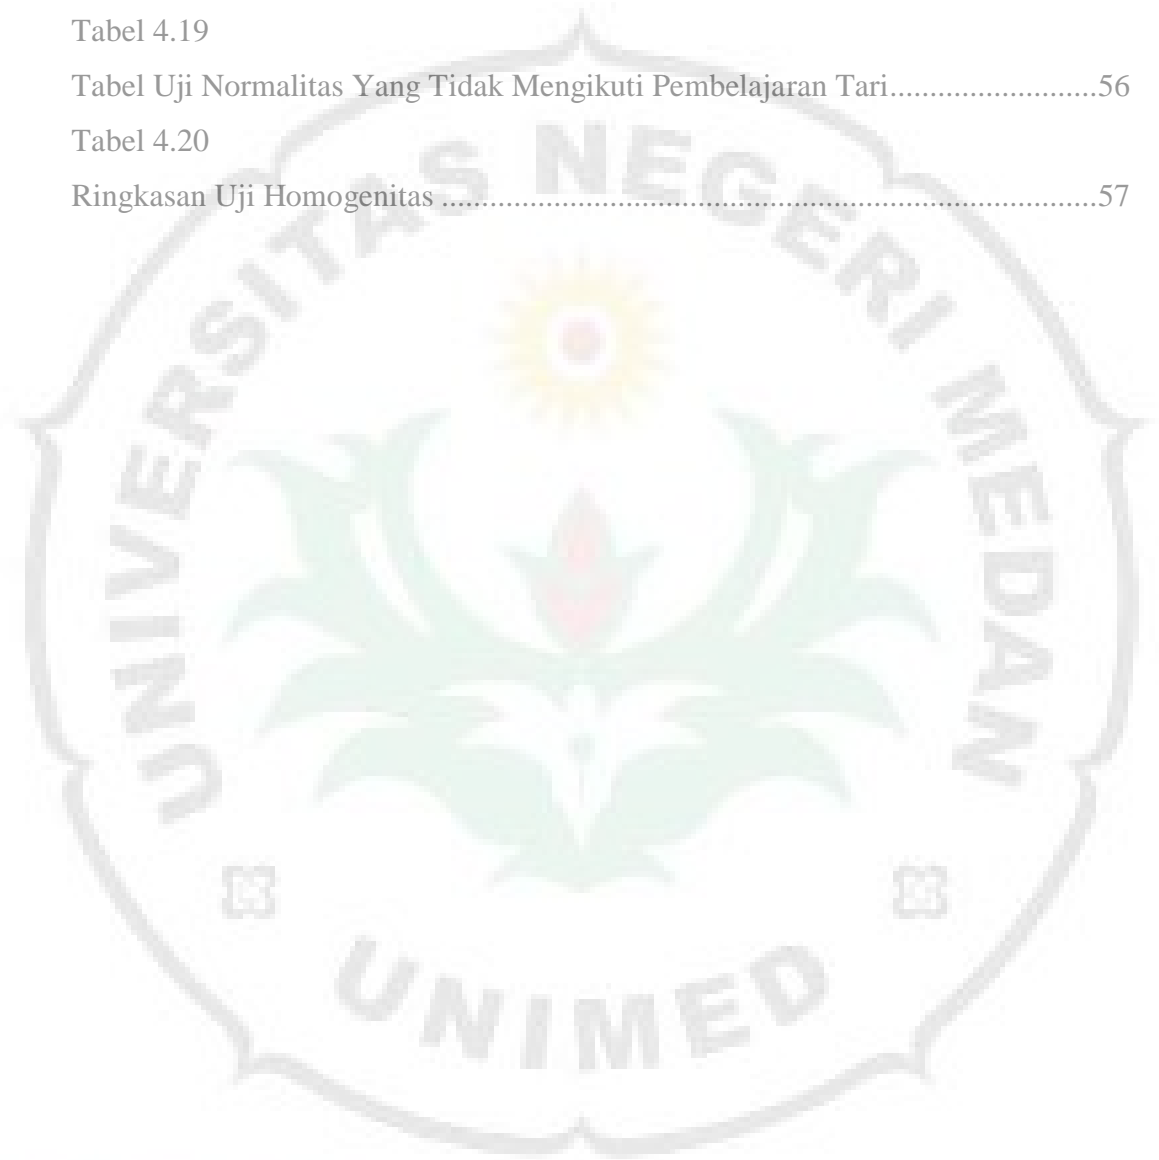 Tabel 4.19
Tabel Uji Normalitas Yang Tidak Mengikuti Pembelajaran Tari..........................56
Tabel 4.20
Ringkasan Uji Homogenitas ...................................................................................57
UNIVERSITAS NEGERI MEDAN
UNIMED